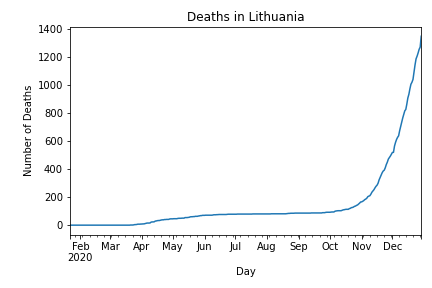 Deaths in Lithuania
Number of Deaths
1400
1200
1000
800
600
400
200
0
Feb Mar Apr May Jun Jul Aug Sep Oct Nov Dec
2020
Day